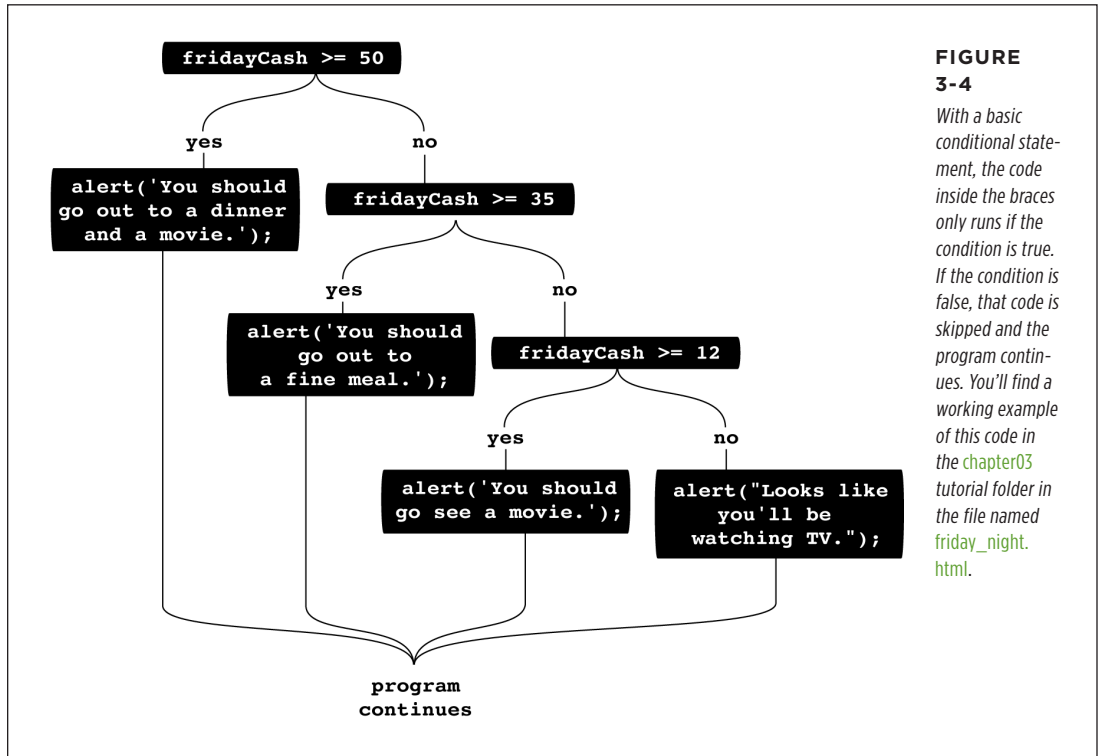 fridayCash >= 50
yes
no
alert('You should
go out to a dinner
and a movie.');
fridayCash >= 35
yes
no
alert('You should
go out to
a fine meal.');
fridayCash >= 12
yes
no
alert('You should
go see a movie.');
alert("Looks like
you'll be
watching TV.");
program
continues
FIGURE
3-4
With a basic
conditional state-
ment, the code
inside the braces
only runs if the
condition is true.
If the condition is
false, that code is
skipped and the
program contin-
ues. You'll find a
working example
of this code in
the chapter03
tutorial folder in
the file named
friday_night.
html.